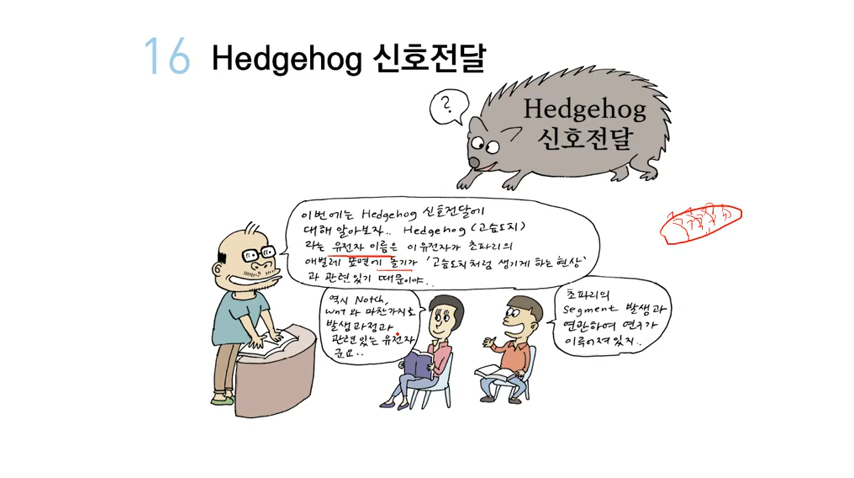 16 Hedgehog 신호전달
?
Hedgehog
신호전달
이번에는 Hedgehog 신호전달에
대해 알아보자.. Hedgehog (고슴도치)
라는 유전자 이름은 이 유전자가 초파리의
애벌레 표면에 돌기가 '고슴도치처럼 생기게 하는 현상'
과 관련 있기 때문이야..
역시 Notch,
Wnt와 마찬가지로
발생과정과
관련있는 유전자
군요..
초파리의
segment 발생과
연관하여 연구가
이루어져 있지..